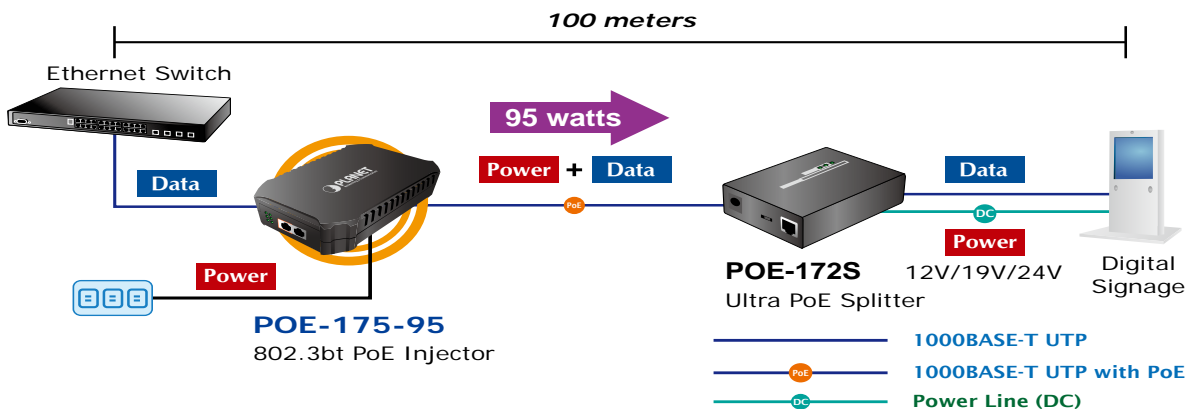 100 meters
Ethernet Switch
95 watts
Data
Power + Data
Data
PLANET
PoE
DC
Power
Power
POE-172S
12V/19V/24V
Digital
Signage
Ultra PoE Splitter
POE-175-95
802.3bt PoE Injector
1000BASE-T UTP
PoE
1000BASE-T UTP with PoE
DC
Power Line (DC)